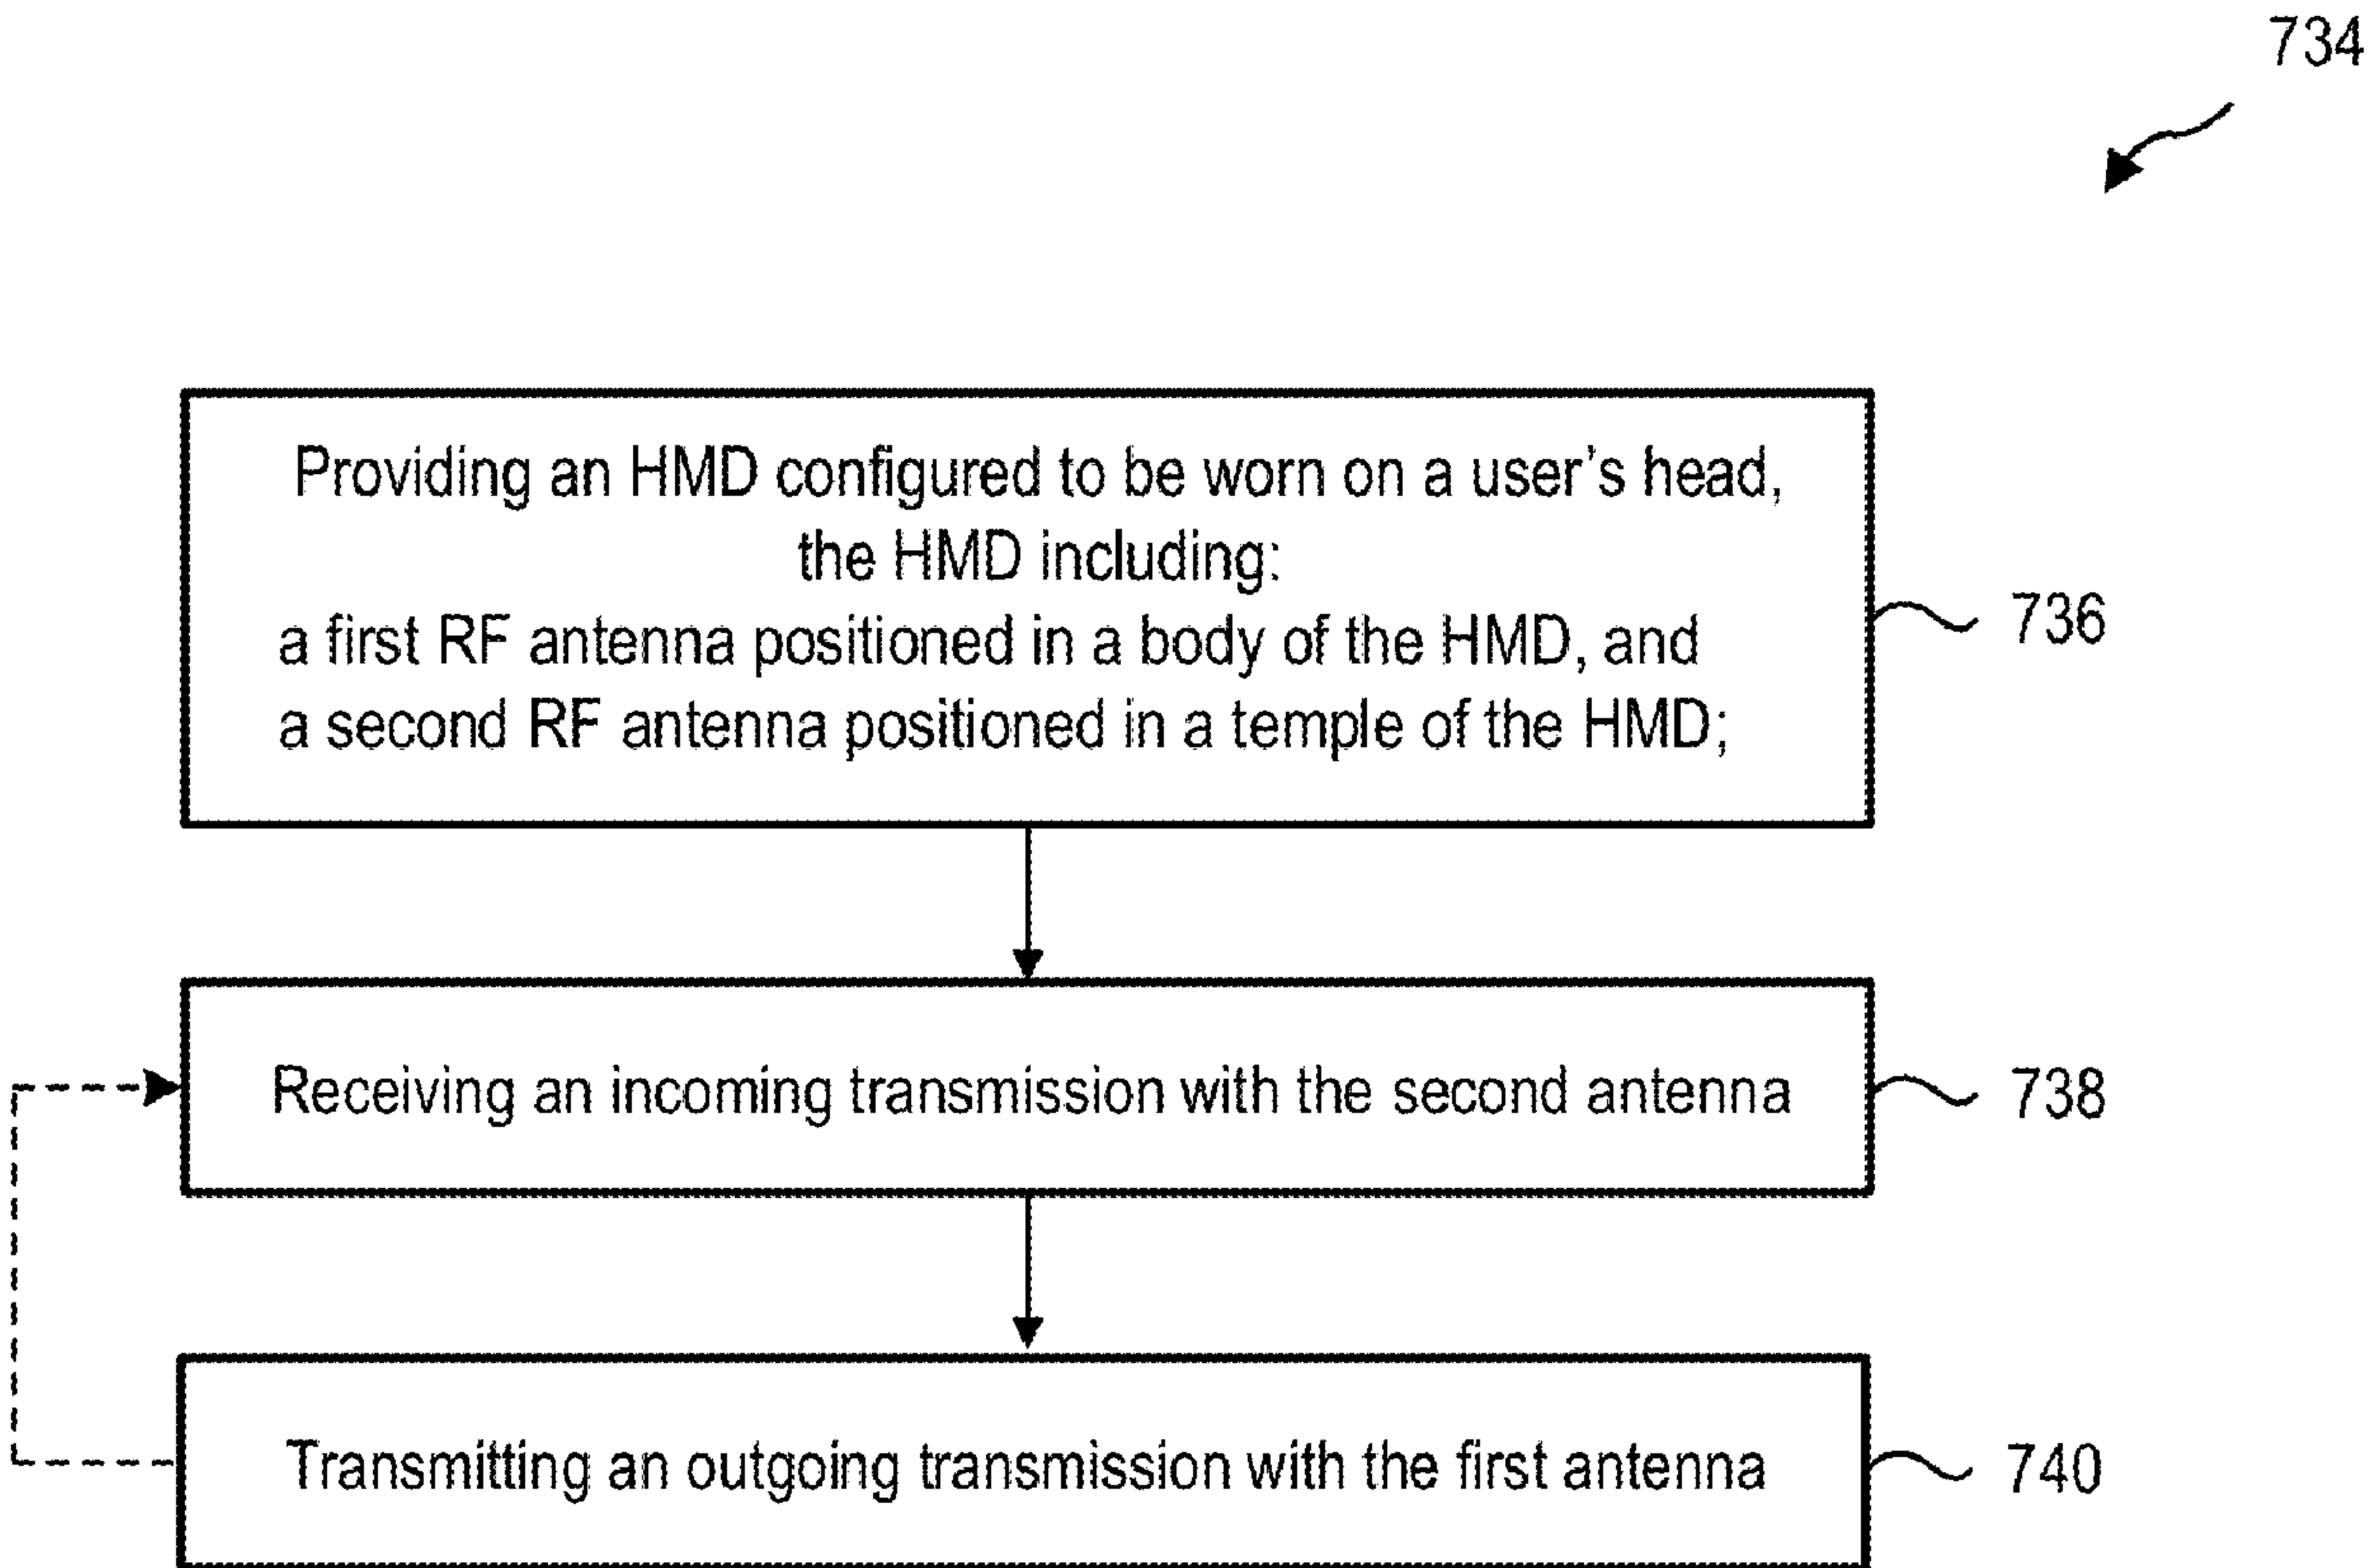 734
Providing an HMD configured to be worn on a user's head,
the HMD including:
a first RF antenna positioned in a body of the HMD, and
a second RF antenna positioned in a temple of the HMD;
736
Receiving an incoming transmission with the second antenna
738
Transmitting an outgoing transmission with the first antenna
740